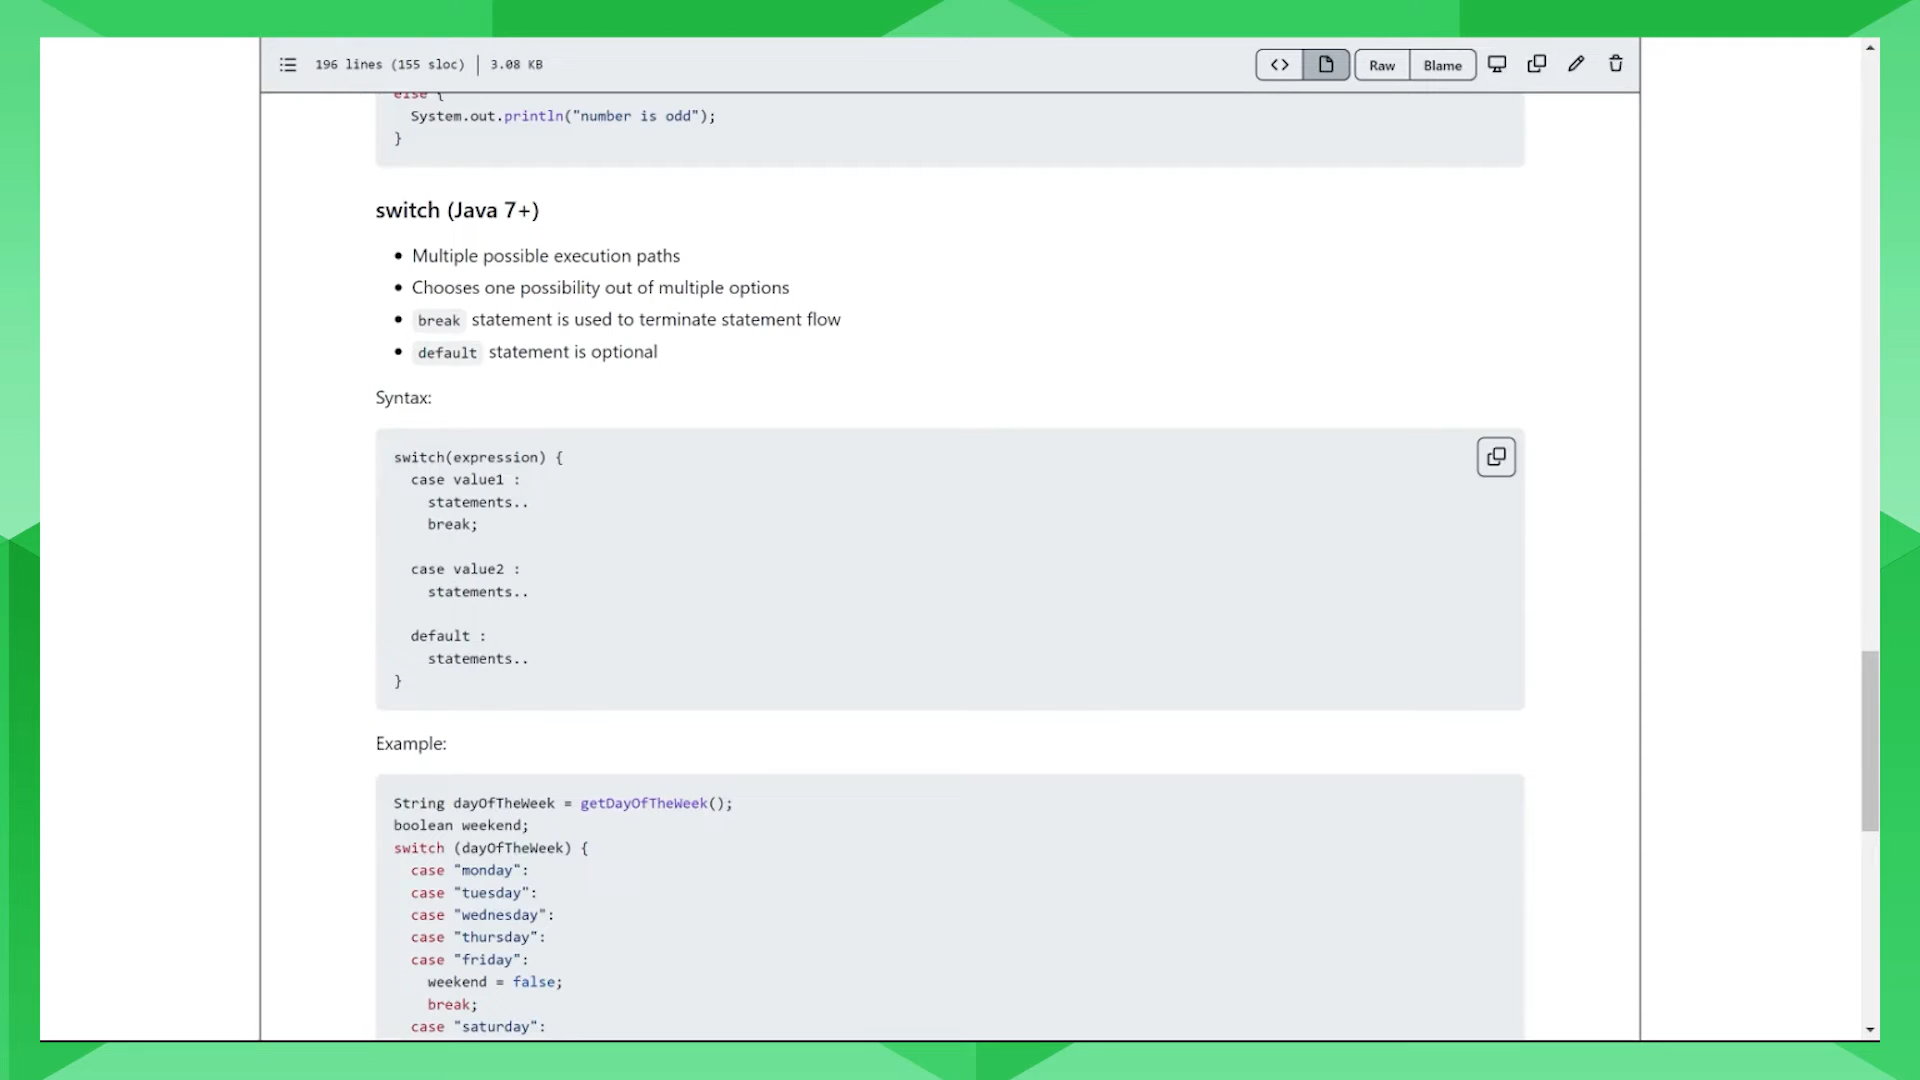 196 lines (155 sloc) 3.08 KB Raw Blame
else {
System.out.println("number is odd");
}
switch (Java 7+)
Multiple possible execution paths
Chooses one possibility out of multiple options
break statement is used to terminate statement flow
default statement is optional
Syntax:
switch(expression) {
case value1 :
statements..
break;
case value2 :
statements..
default :
statements..
}
Example:
String dayOfTheWeek = getDayOfTheWeek();
boolean weekend;
switch (dayOfTheWeek) {
case "monday":
case "tuesday":
case "wednesday":
case "thursday":
case "friday":
weekend = false;
break;
case "saturday":